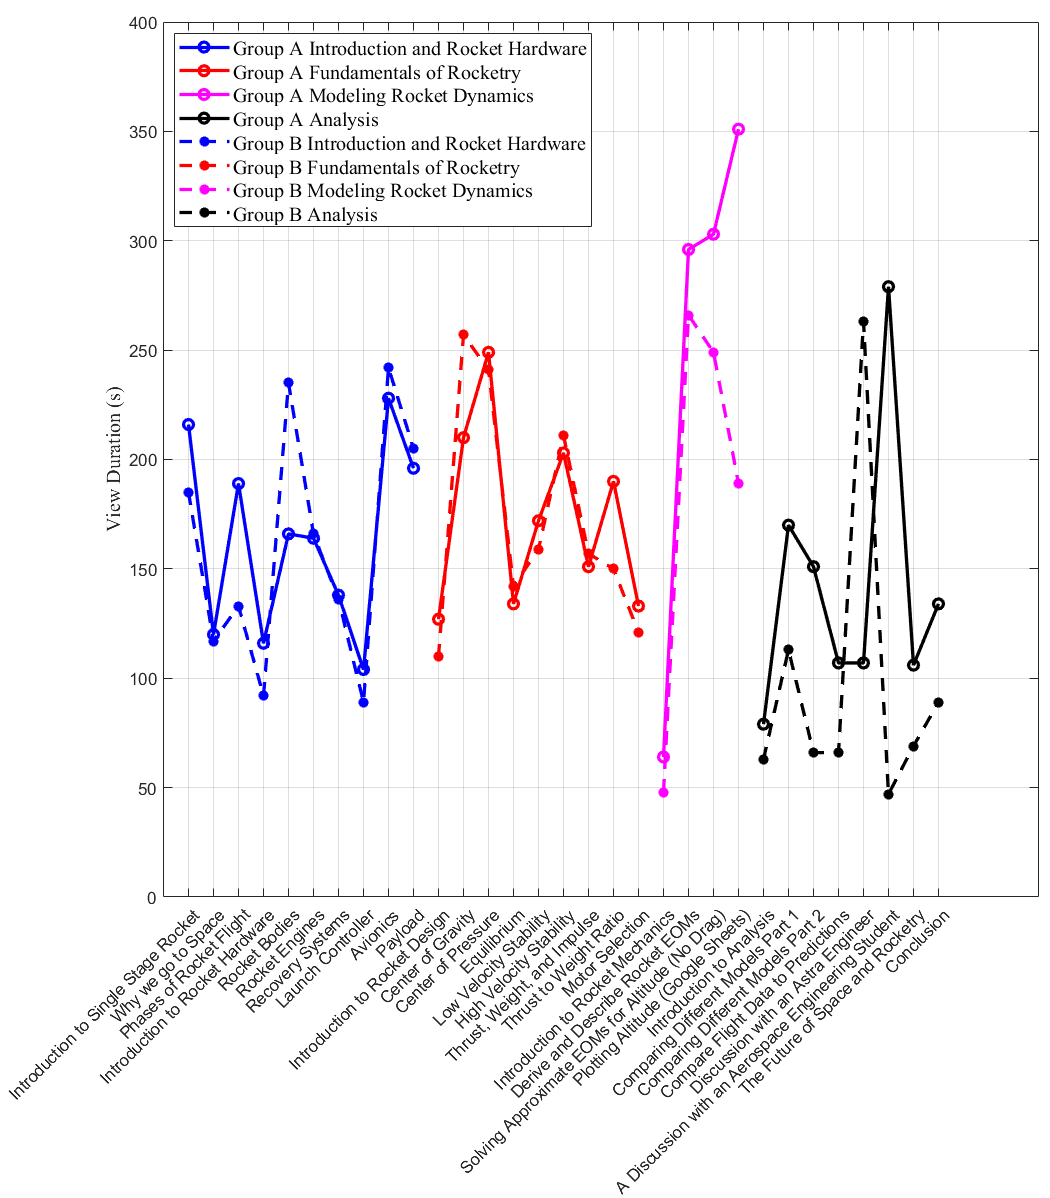 400
350
300
250
200
150
100
50
0
View Duration (s)
Group A Introduction and Rocket Hardware
Group A Fundamentals of Rocketry
Group A Modeling Rocket Dynamics
Group A Analysis
Group B Introduction and Rocket Hardware
Group B Fundamentals of Rocketry
Group B Modeling Rocket Dynamics
Group B Analysis
Introduction to Single Stage Rocket
Why we go to Space
Phases of Rocket Flight
Introduction to Rocket Hardware
Rocket Bodies
Rocket Engines
Recovery Systems
Launch Controller
Avionics
Payload
Introduction to Rocket Design
Center of Gravity
Center of Pressure
Equilibrium
Low Velocity Stability
High Velocity Stability
Thrust, Weight, and Impulse
Thrust to Weight Ratio
Motor Selection
Introduction to Rocket Mechanics
Derive and Describe Rocket EOMs
Solving Approximate EOMs for Altitude (No Drag)
Plotting Altitude (Google Sheets)
Introduction to Analysis
Comparing Different Models Part 1
Comparing Different Models Part 2
Compare Flight Data to Predictions
Discussion with an Astra Engineer
A Discussion with an Aerospace Engineering Student
The Future of Space and Rocketry
Conclusion